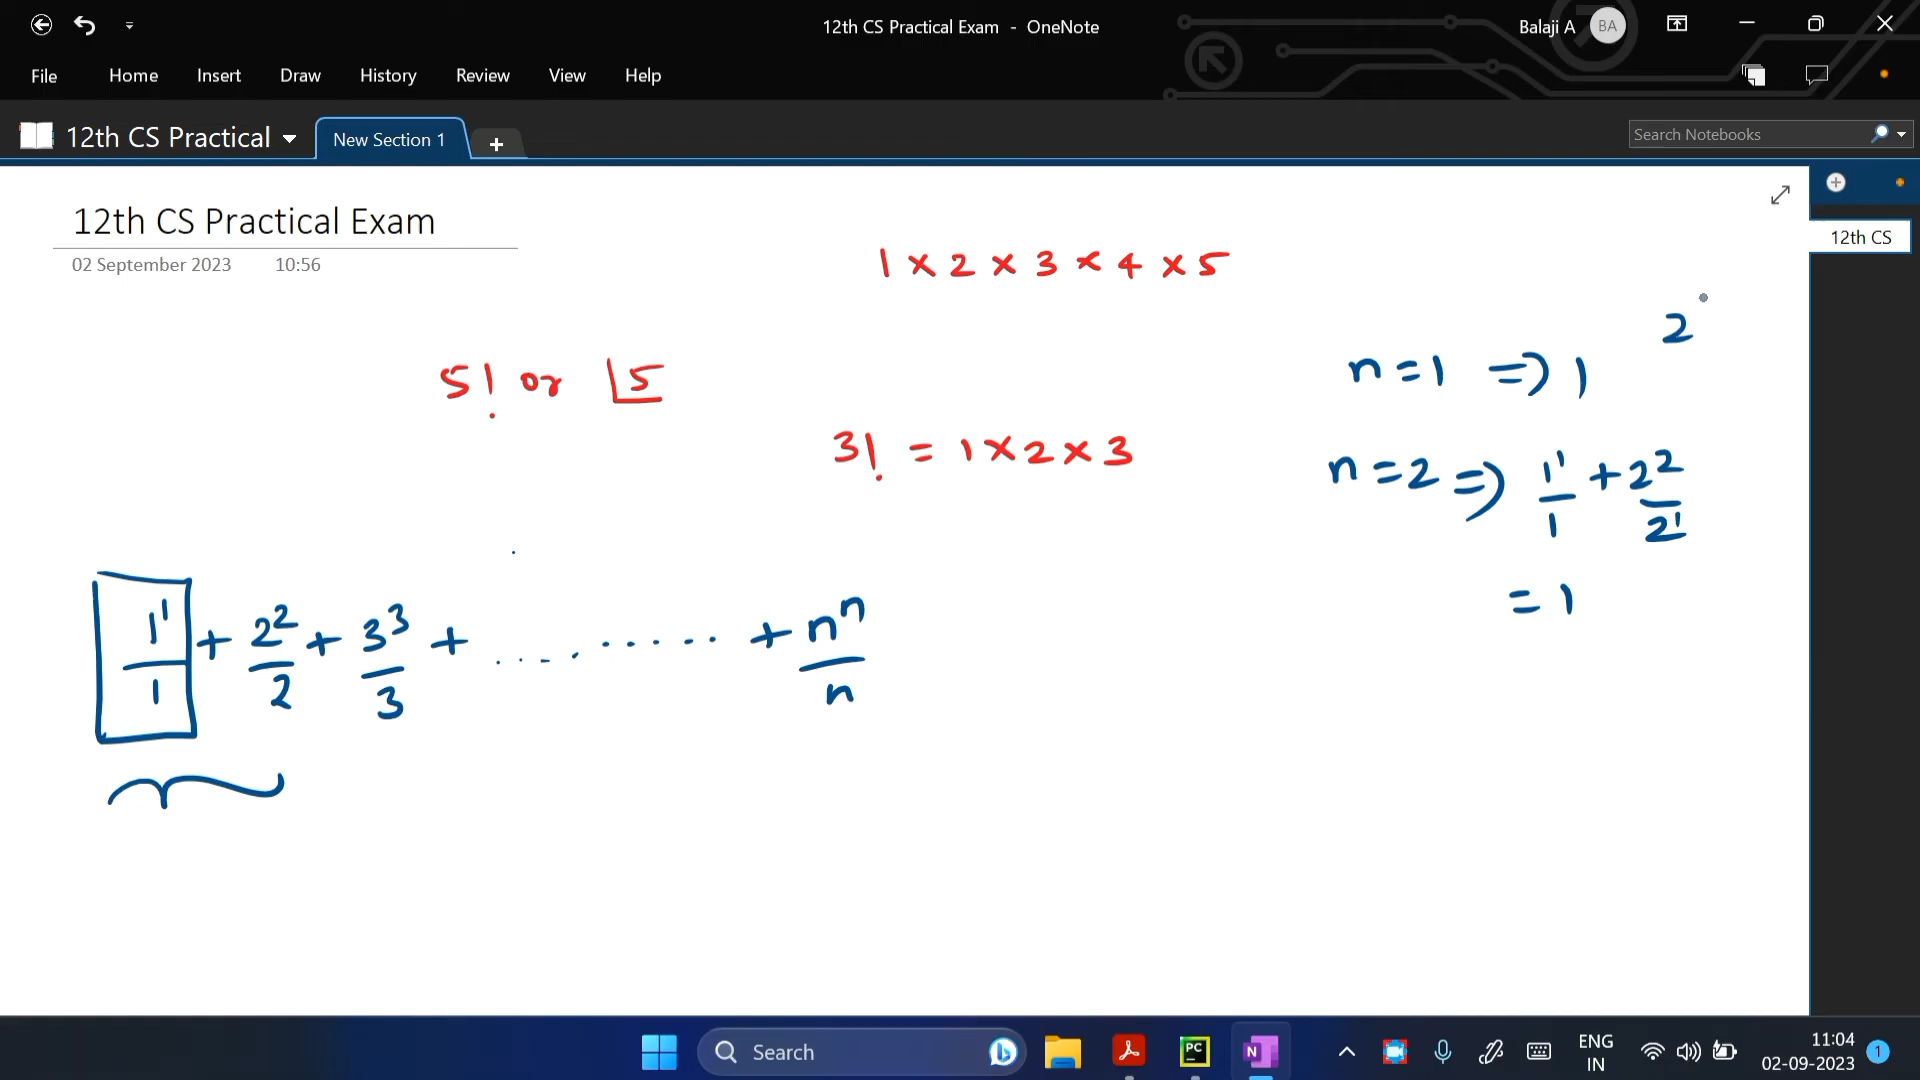 12th CS Practical Exam - OneNote
Balaji A BA
File Home Insert Draw History Review View Help
12th CS Practical New Section 1 +
Search Notebooks
12th CS
12th CS Practical Exam
02 September 2023 10:56
1 × 2 × 3 × 4 × 5
5! or |5
3! = 1 × 2 × 3
2
n = 1 => 1
n = 2 => 1¹/1 + 2²/2¹
= 1
1¹/1 + 2²/2 + 3³/3 + ........... + nⁿ/n
Search
PC
N
ENG
IN
11:04
02-09-2023
1